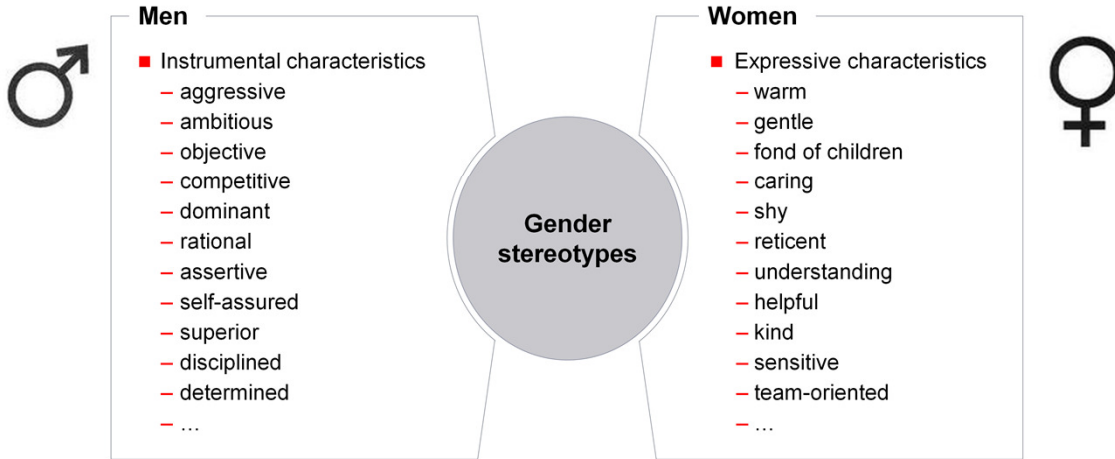 Men
■ Instrumental characteristics
– aggressive
– ambitious
– objective
– competitive
– dominant
– rational
– assertive
– self-assured
– superior
– disciplined
– determined
– …
Gender
stereotypes
Women
■ Expressive characteristics
– warm
– gentle
– fond of children
– caring
– shy
– reticent
– understanding
– helpful
– kind
– sensitive
– team-oriented
– …